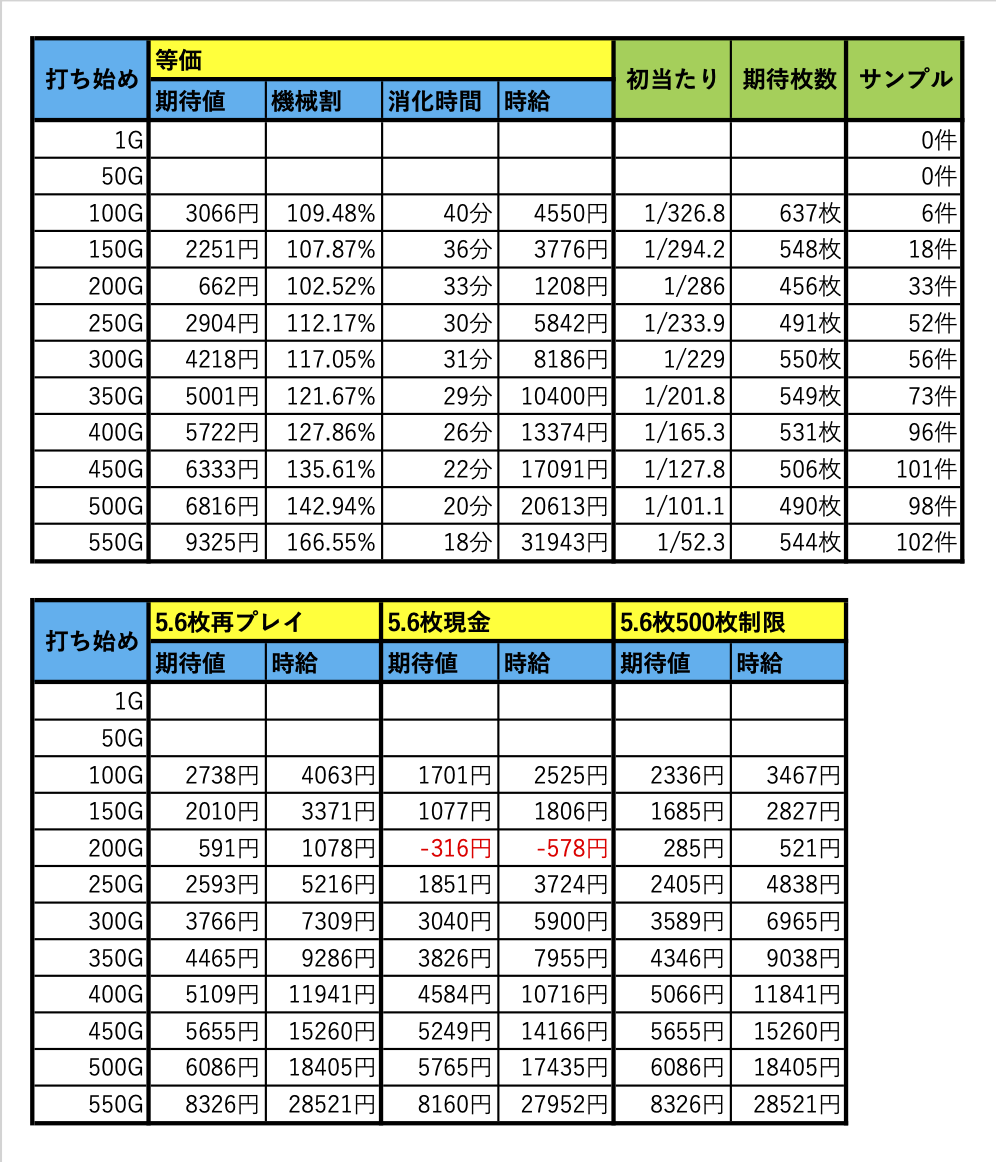 打ち始め 等価 初当たり 期待枚数 サンプル
期待値 機械割 消化時間 時給
1G 0件
50G 0件
100G 3066円 109.48% 40分 4550円 1/326.8 637枚 6件
150G 2251円 107.87% 36分 3776円 1/294.2 548枚 18件
200G 662円 102.52% 33分 1208円 1/286 456枚 33件
250G 2904円 112.17% 30分 5842円 1/233.9 491枚 52件
300G 4218円 117.05% 31分 8186円 1/229 550枚 56件
350G 5001円 121.67% 29分 10400円 1/201.8 549枚 73件
400G 5722円 127.86% 26分 13374円 1/165.3 531枚 96件
450G 6333円 135.61% 22分 17091円 1/127.8 506枚 101件
500G 6816円 142.94% 20分 20613円 1/101.1 490枚 98件
550G 9325円 166.55% 18分 31943円 1/52.3 544枚 102件
打ち始め 5.6枚再プレイ 5.6枚現金 5.6枚500枚制限
期待値 時給 期待値 時給 期待値 時給
1G
50G
100G 2738円 4063円 1701円 2525円 2336円 3467円
150G 2010円 3371円 1077円 1806円 1685円 2827円
200G 591円 1078円 -316円 -578円 285円 521円
250G 2593円 5216円 1851円 3724円 2405円 4838円
300G 3766円 7309円 3040円 5900円 3589円 6965円
350G 4465円 9286円 3826円 7955円 4346円 9038円
400G 5109円 11941円 4584円 10716円 5066円 11841円
450G 5655円 15260円 5249円 14166円 5655円 15260円
500G 6086円 18405円 5765円 17435円 6086円 18405円
550G 8326円 28521円 8160円 27952円 8326円 28521円